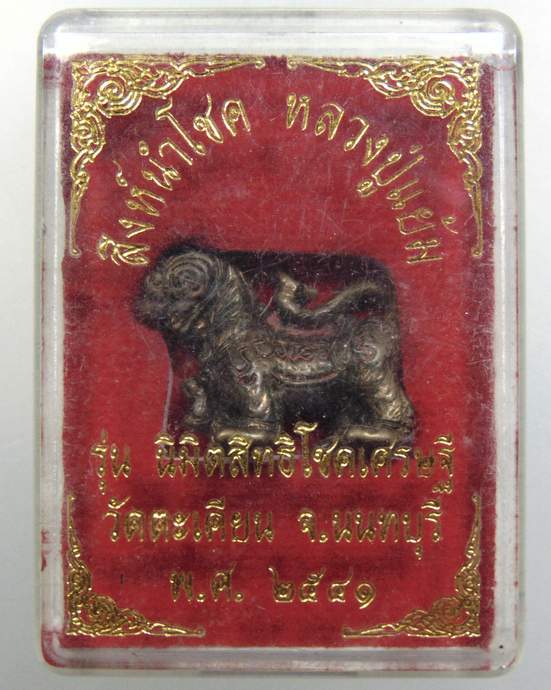 สิงห์นำโชค หลวงปู่แย้ม
รุ่น นิมิตสิทธิโชคเศรษฐี
วัดตะเคียน จ.นนทบุรี
พ.ศ. ๒๕๔๑